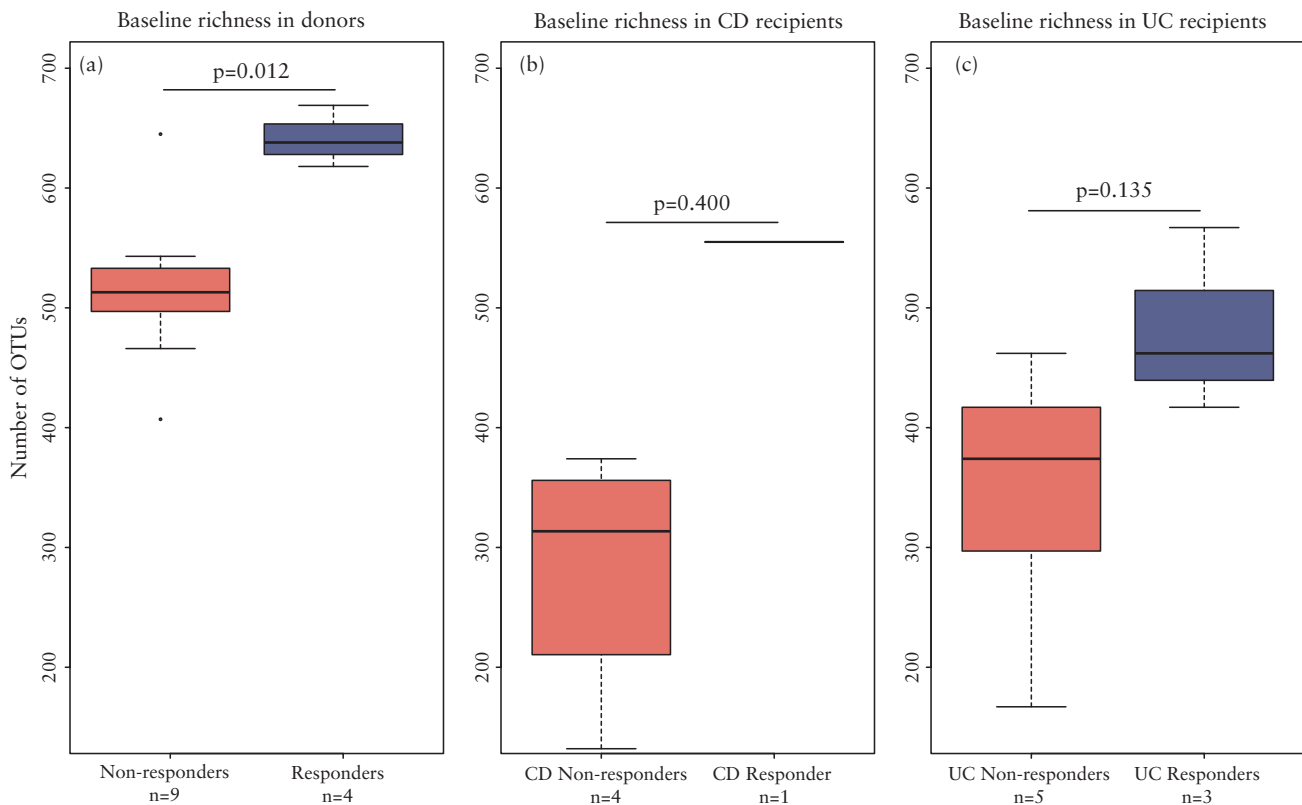 Baseline richness in donors
Baseline richness in CD recipients
Baseline richness in UC recipients
Number of OTUs
(a)
p=0.012
700
600
500
400
300
200
Non-responders
n=9
Responders
n=4
(b)
p=0.400
700
600
500
400
300
200
CD Non-responders
n=4
CD Responder
n=1
(c)
p=0.135
700
600
500
400
300
200
UC Non-responders
n=5
UC Responders
n=3